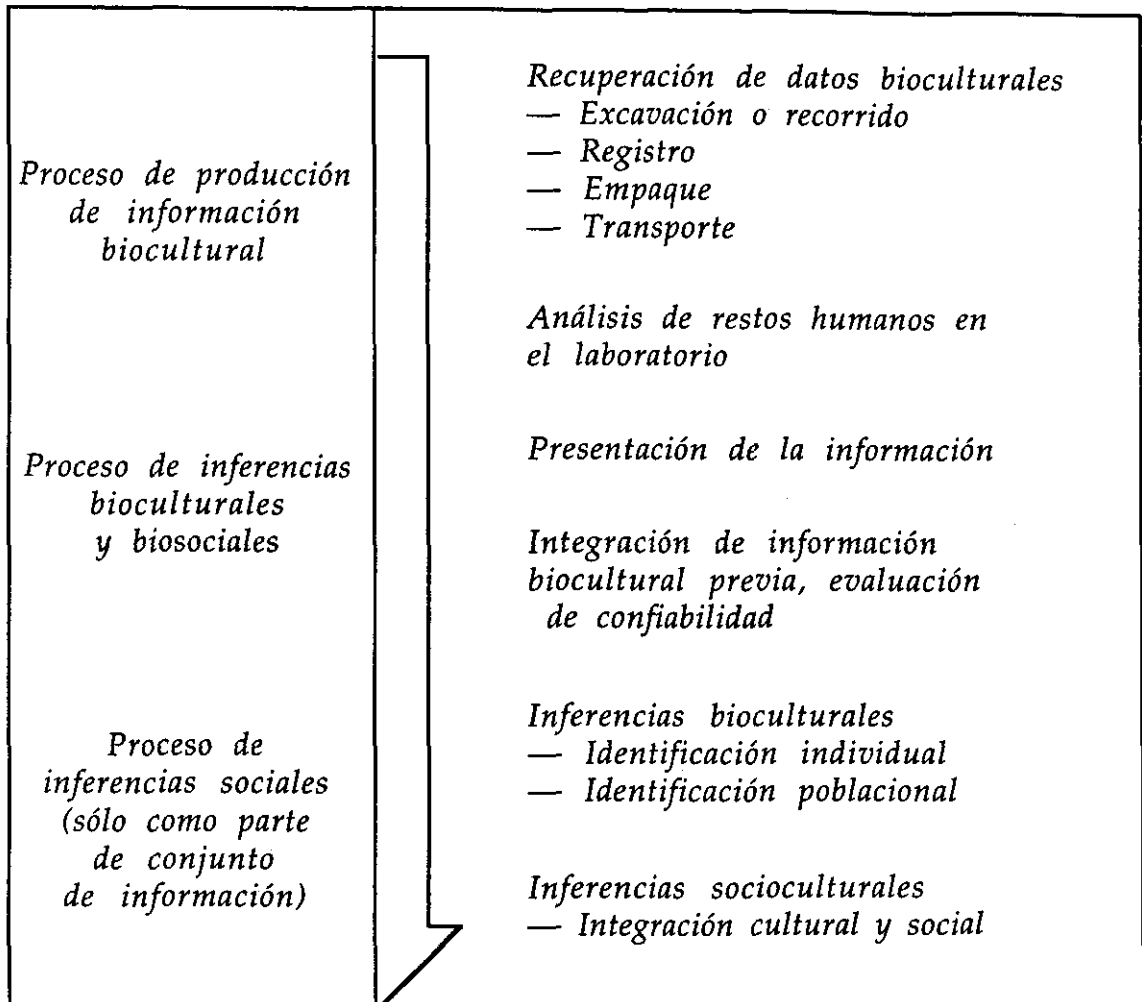 Proceso de producción
de información
biocultural
Proceso de inferencias
bioculturales
y biosociales
Proceso de
inferencias sociales
(sólo como parte
de conjunto
de información)
Recuperación de datos bioculturales
— Excavación o recorrido
— Registro
— Empaque
— Transporte
Análisis de restos humanos en
el laboratorio
Presentación de la información
Integración de información
biocultural previa, evaluación
de confiabilidad
Inferencias bioculturales
— Identificación individual
— Identificación poblacional
Inferencias socioculturales
— Integración cultural y social